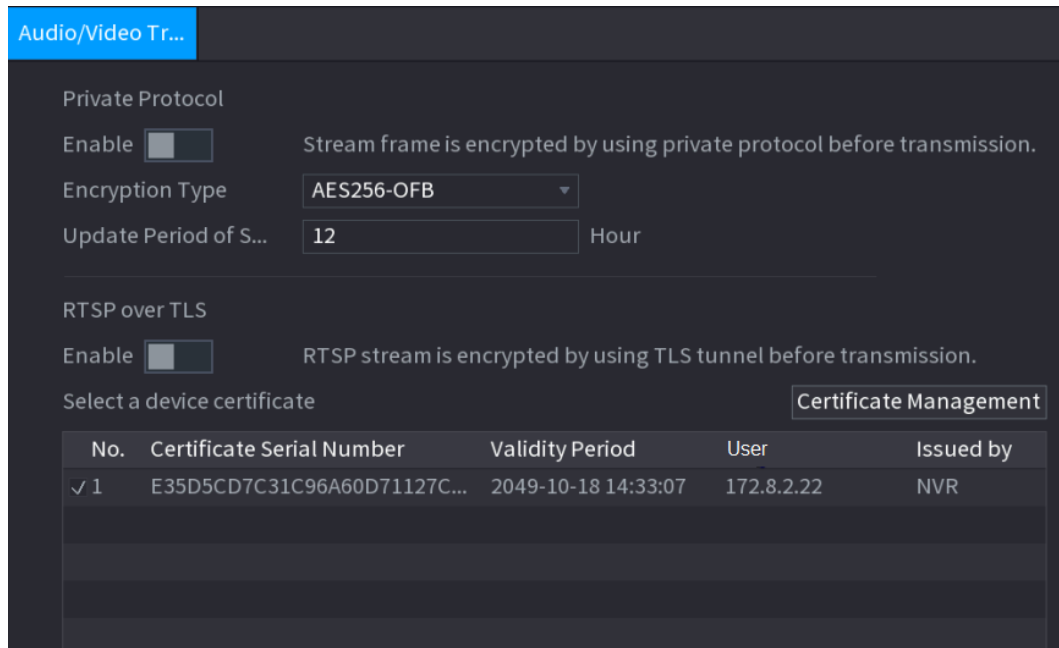 Audio/Video Tr...
Private Protocol
Enable Stream frame is encrypted by using private protocol before transmission.
Encryption Type AES256-OFB
Update Period of S... 12 Hour
RTSP over TLS
Enable RTSP stream is encrypted by using TLS tunnel before transmission.
Select a device certificate Certificate Management
No. Certificate Serial Number Validity Period User Issued by
1 E35D5CD7C31C96A60D71127C... 2049-10-18 14:33:07 172.8.2.22 NVR